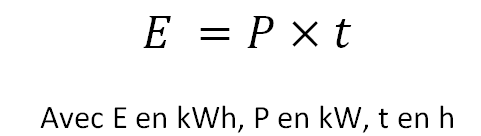 E = P × t
Avec E en kWh, P en kW, t en h